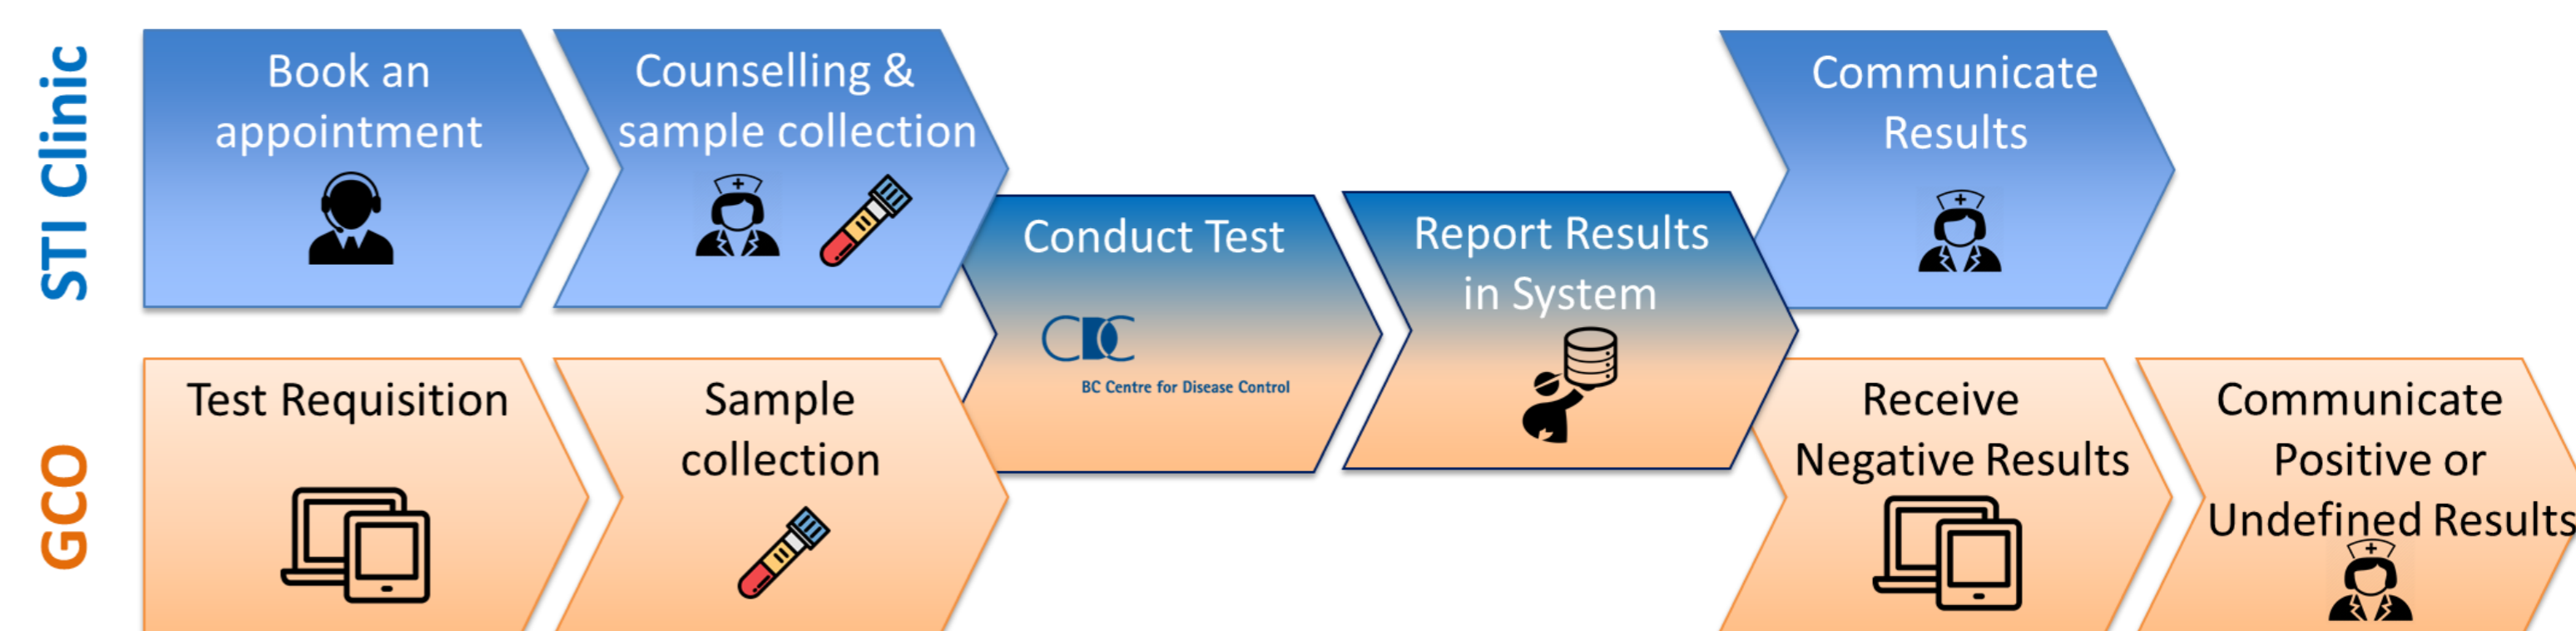 STI Clinic
Book an
appointment
Counselling &
sample collection
Conduct Test
CDC
BC Centre for Disease Control
Report Results
in System
Communicate
Results
GCO
Test Requisition
Sample
collection
Receive
Negative Results
Communicate
Positive or
Undefined Results